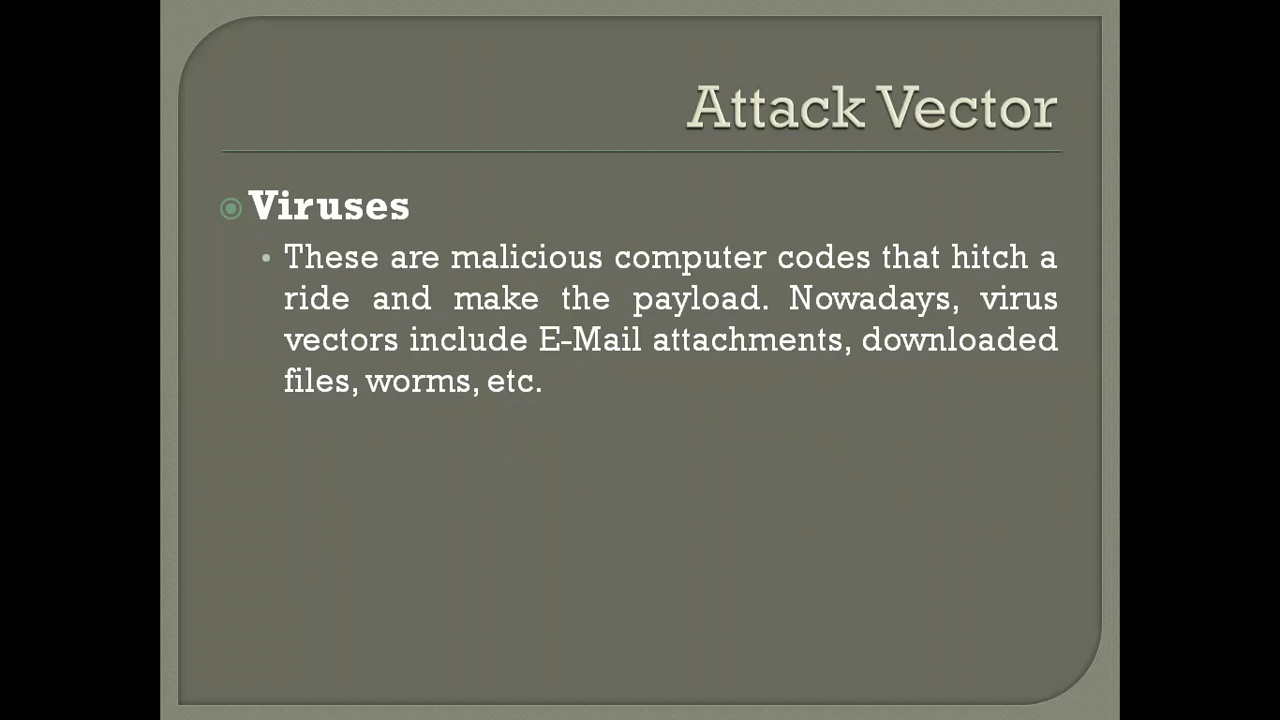 Attack Vector
Viruses
These are malicious computer codes that hitch a
ride and make the payload. Nowadays, virus
vectors include E-Mail attachments, downloaded
files, worms, etc.